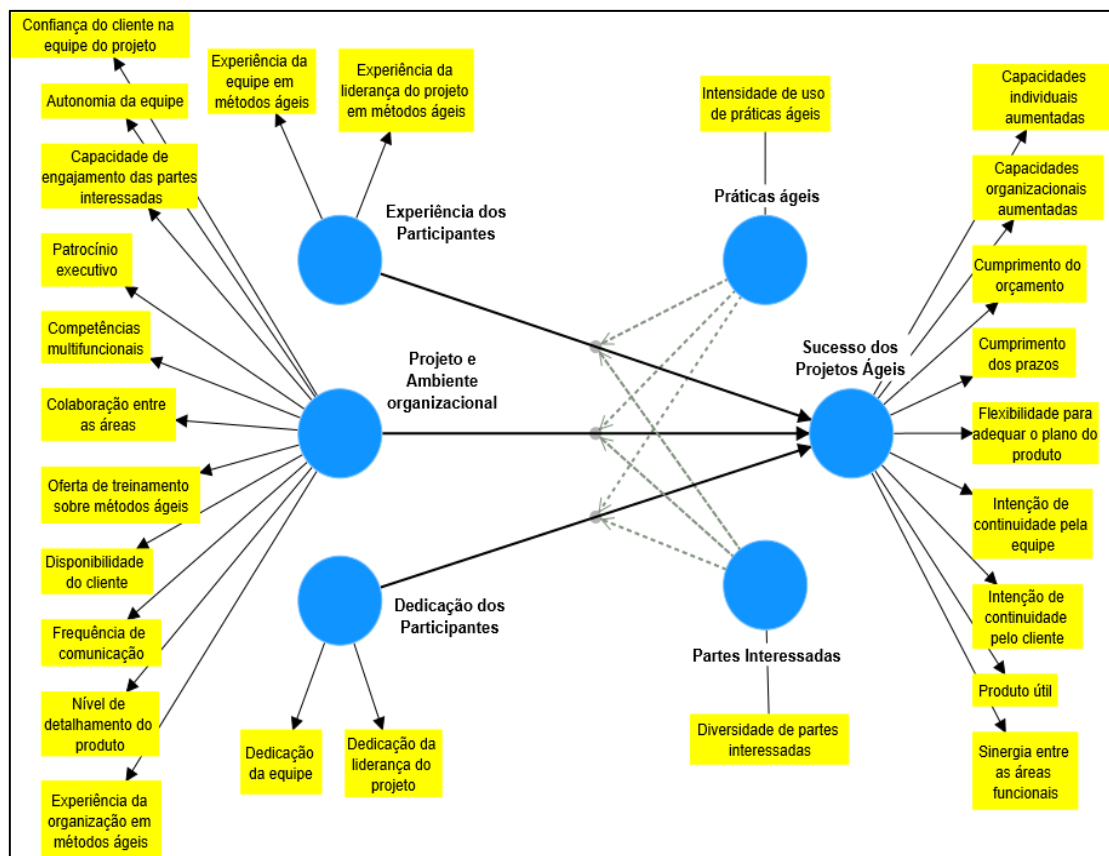 Confiança do cliente na
equipe do projeto
Autonomia da equipe
Capacidade de
engajamento das partes
interessadas
Patrocínio
executivo
Competências
multifuncionais
Colaboração entre
as áreas
Oferta de treinamento
sobre métodos ágeis
Disponibilidade
do cliente
Frequência de
comunicação
Nível de
detalhamento do
produto
Experiência da
organização em
métodos ágeis
Experiência da
equipe em
métodos ágeis
Experiência da
liderança do projeto
em métodos ágeis
Experiência dos
Participantes
Projeto e
Ambiente
organizacional
Dedicação dos
Participantes
Dedicação
da equipe
Dedicação da
liderança do
projeto
Intensidade de uso
de práticas ágeis
Práticas ágeis
Sucesso dos
Projetos Ágeis
Partes Interessadas
Diversidade de partes
interessadas
Capacidades
individuais
aumentadas
Capacidades
organizacionais
aumentadas
Cumprimento do
orçamento
Cumprimento
dos prazos
Flexibilidade para
adequar o plano do
produto
Intenção de
continuidade pela
equipe
Intenção de
continuidade
pelo cliente
Produto útil
Sinergia entre
as áreas
funcionais